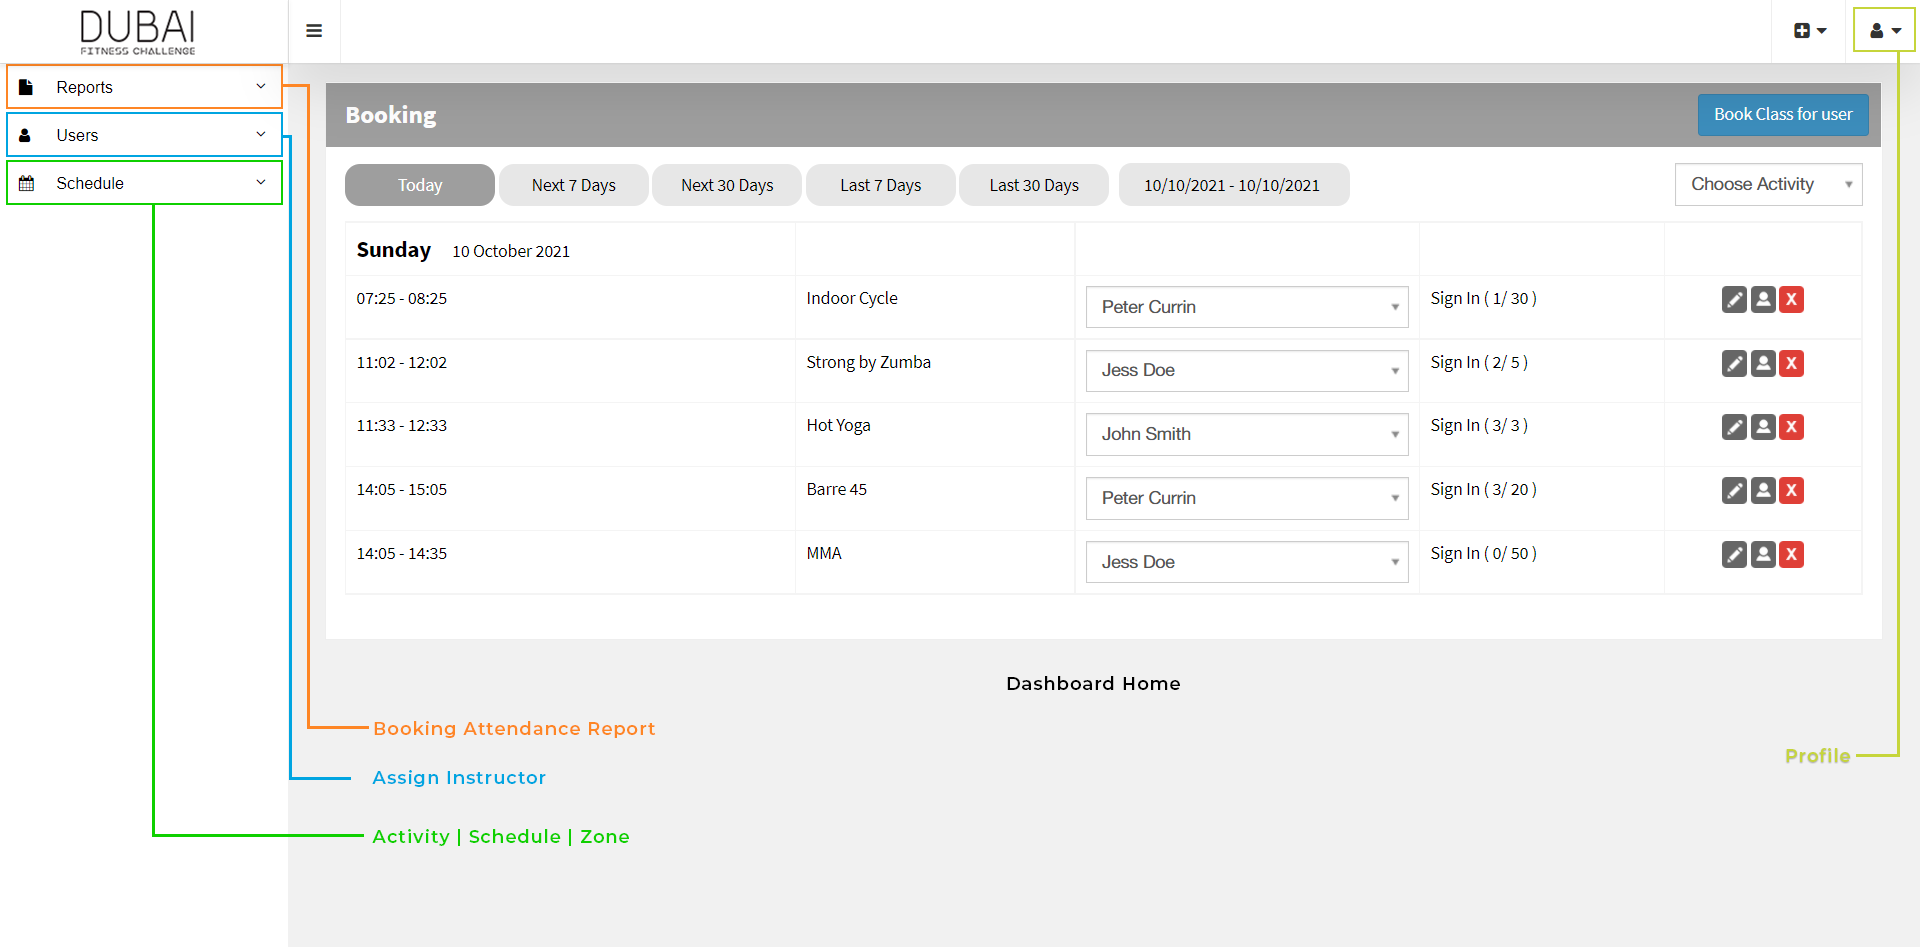 DUBAI
FITNESS CHALLENGE
Reports
Users
Schedule
Booking
Book Class for user
Today Next 7 Days Next 30 Days Last 7 Days Last 30 Days 10/10/2021 - 10/10/2021 Choose Activity
Sunday 10 October 2021
07:25 - 08:25 Indoor Cycle Peter Currin Sign In ( 1/ 30 ) X
11:02 - 12:02 Strong by Zumba Jess Doe Sign In ( 2/ 5 ) X
11:33 - 12:33 Hot Yoga John Smith Sign In ( 3/ 3 ) X
14:05 - 15:05 Barre 45 Peter Currin Sign In ( 3/ 20 ) X
14:05 - 14:35 MMA Jess Doe Sign In ( 0/ 50 ) X
Dashboard Home
Booking Attendance Report
Profile
Assign Instructor
Activity | Schedule | Zone